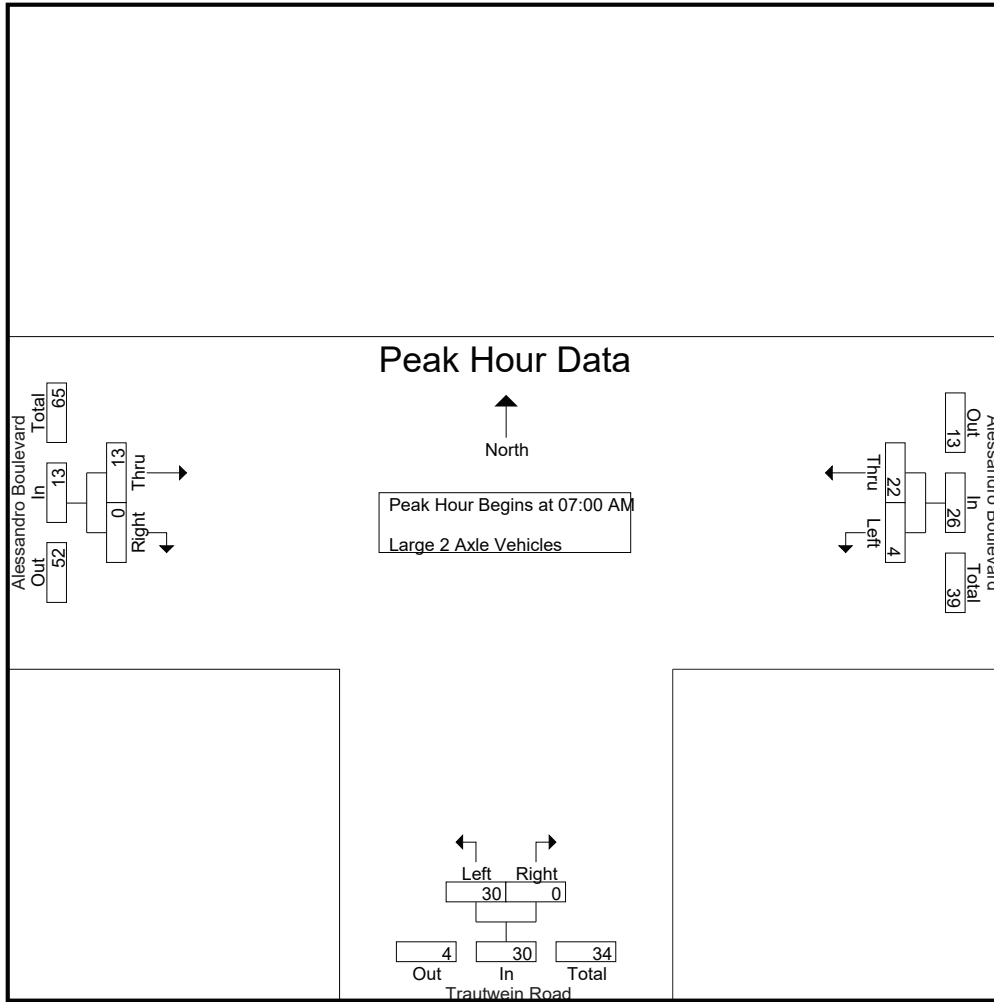 Peak Hour Data
North
Peak Hour Begins at 07:00 AM
Large 2 Axle Vehicles
Alessandro Boulevard
Total
65
In
13
Out
52
Thru
13
Right
0
Alessandro Boulevard
Out
13
In
26
Total
39
Thru
22
Left
4
Left Right
30 0
4 30 34
Out In Total
Trautwein Road